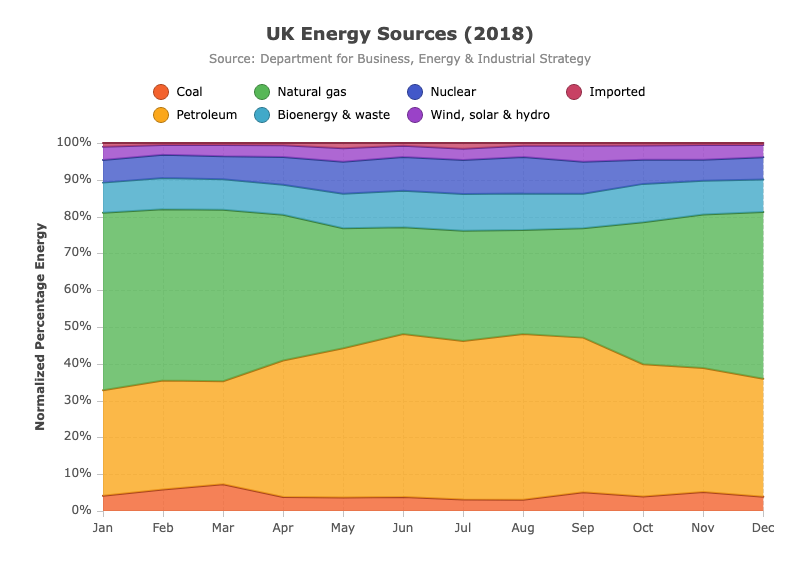 UK Energy Sources (2018)
Source: Department for Business, Energy & Industrial Strategy
Coal Natural gas Nuclear Imported
Petroleum Bioenergy & waste Wind, solar & hydro
Normalized Percentage Energy
100%
90%
80%
70%
60%
50%
40%
30%
20%
10%
0%
Jan Feb Mar Apr May Jun Jul Aug Sep Oct Nov Dec